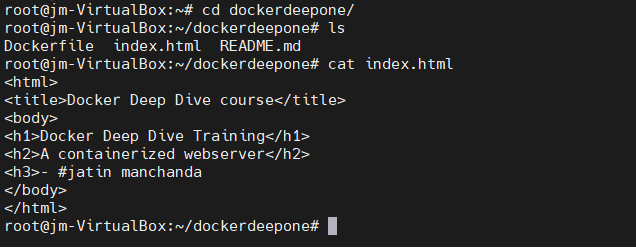 root@jm-VirtualBox:~# cd dockerdeepone/
root@jm-VirtualBox:~/dockerdeepone# ls
Dockerfile  index.html  README.md
root@jm-VirtualBox:~/dockerdeepone# cat index.html
<html>
<title>Docker Deep Dive course</title>
<body>
<h1>Docker Deep Dive Training</h1>
<h2>A containerized webserver</h2>
<h3>- #jatin manchanda
</body>
</html>
root@jm-VirtualBox:~/dockerdeepone#